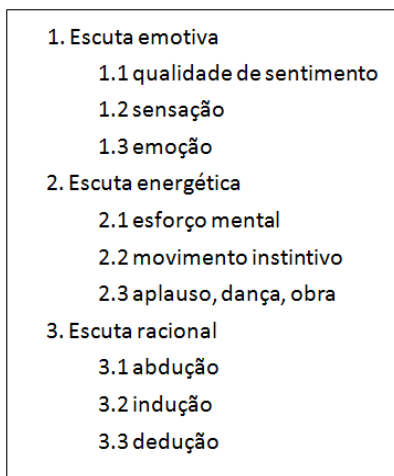 1. Escuta emotiva
1.1 qualidade de sentimento
1.2 sensação
1.3 emoção
2. Escuta energética
2.1 esforço mental
2.2 movimento instintivo
2.3 aplauso, dança, obra
3. Escuta racional
3.1 abdução
3.2 indução
3.3 dedução